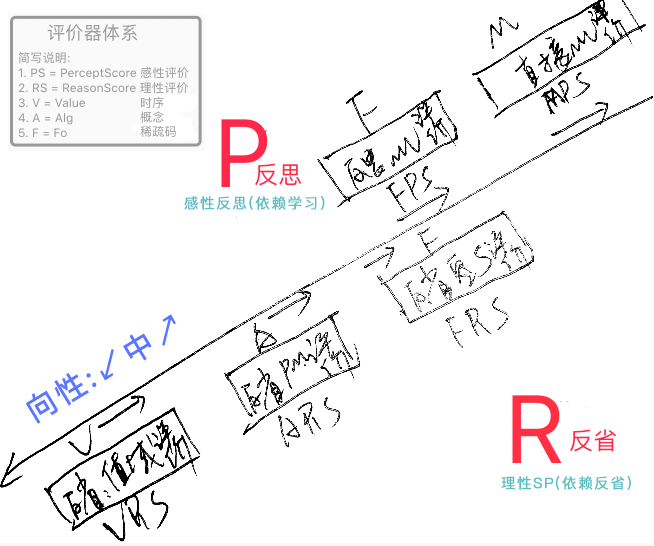 评价器体系
简写说明:
1. PS = PerceptScore 感性评价
2. RS = ReasonScore 理性评价
3. V = Value 时序
4. A = Alg 概念
5. F = Fo 稀疏码
M
直接M评价
MPS
F
反思M评价
FPS
P反思
感性反思(依赖学习)
F
反省反S评价
FRS
向性:↙中↗
A
反省PM评价
ARS
V
反省:值域评价
VRS
R反省
理性SP(依赖反省)